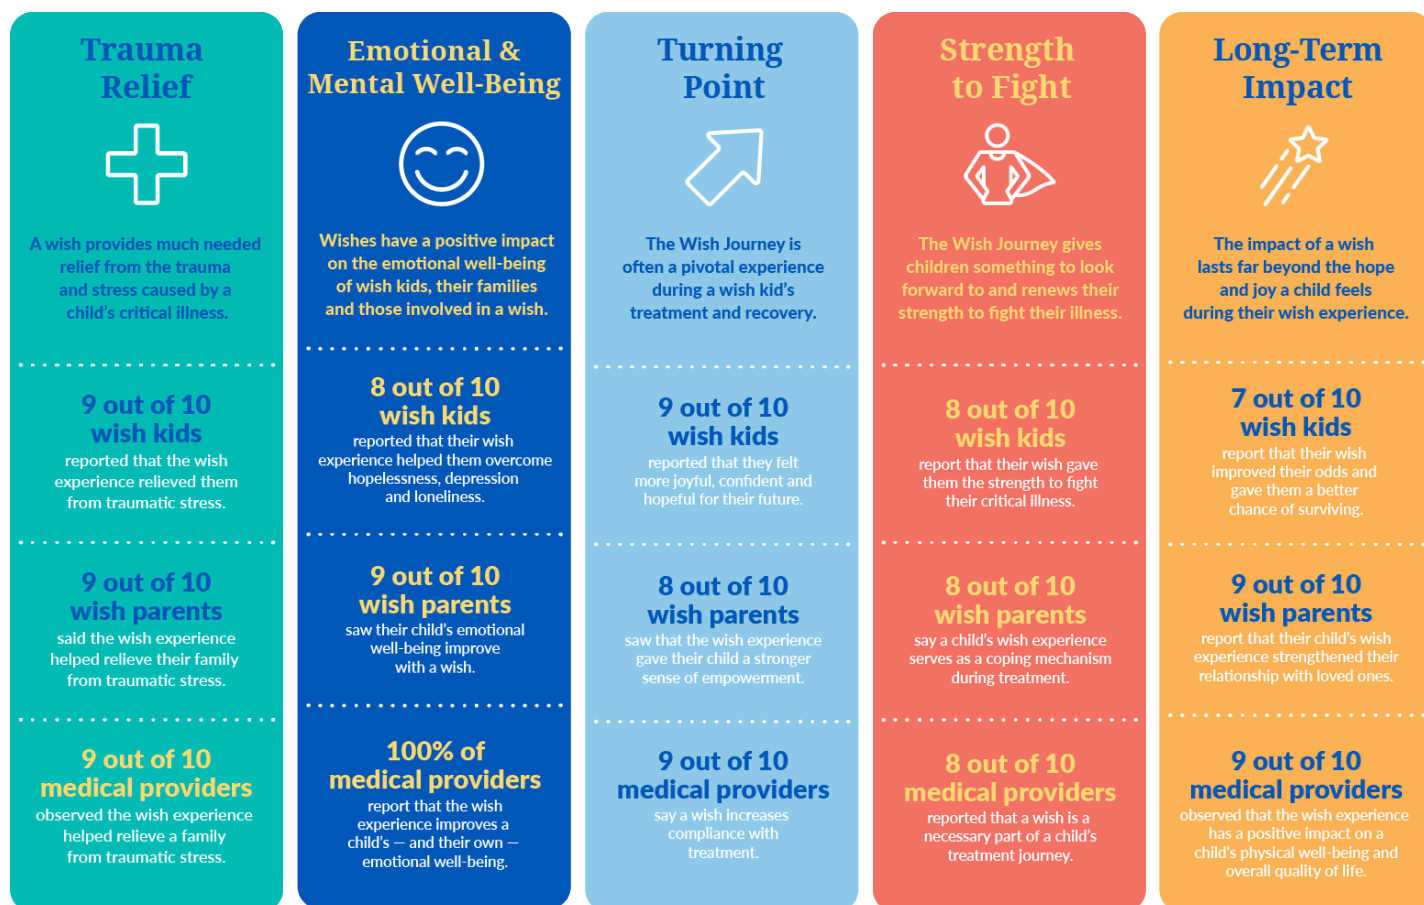 Trauma
Relief
A wish provides much needed
relief from the trauma
and stress caused by a
child's critical illness.
9 out of 10
wish kids
reported that the wish
experience relieved them
from traumatic stress.
9 out of 10
wish parents
said the wish experience
helped relieve their family
from traumatic stress.
9 out of 10
medical providers
observed the wish experience
helped relieve a family
from traumatic stress.
Emotional &
Mental Well-Being
Wishes have a positive impact
on the emotional well-being
of wish kids, their families
and those involved in a wish.
8 out of 10
wish kids
reported that their wish
experience helped them overcome
hopelessness, depression
and loneliness.
9 out of 10
wish parents
saw their child's emotional
well-being improve
with a wish.
100% of
medical providers
report that the wish
experience improves a
child's — and their own —
emotional well-being.
Turning
Point
The Wish Journey is
often a pivotal experience
during a wish kid's
treatment and recovery.
9 out of 10
wish kids
reported that they felt
more joyful, confident and
hopeful for their future.
8 out of 10
wish parents
saw that the wish experience
gave their child a stronger
sense of empowerment.
9 out of 10
medical providers
say a wish increases
compliance with
treatment.
Strength
to Fight
The Wish Journey gives
children something to look
forward to and renews their
strength to fight their illness.
8 out of 10
wish kids
report that their wish gave
them the strength to fight
their critical illness.
8 out of 10
wish parents
say a child's wish experience
serves as a coping mechanism
during treatment.
8 out of 10
medical providers
reported that a wish is a
necessary part of a child's
treatment journey.
Long-Term
Impact
The impact of a wish
lasts far beyond the hope
and joy a child feels
during their wish experience.
7 out of 10
wish kids
report that their wish
improved their odds and
gave them a better
chance of surviving.
9 out of 10
wish parents
report that their child's wish
experience strengthened their
relationship with loved ones.
9 out of 10
medical providers
observed that the wish experience
has a positive impact on a
child's physical well-being and
overall quality of life.